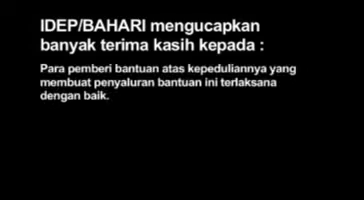 IDEP/BAHARI mengucapkan
banyak terima kasih kepada :
Para pemberi bantuan atas kepeduliannya yang
membuat penyaluran bantuan ini terlaksana
dengan baik.